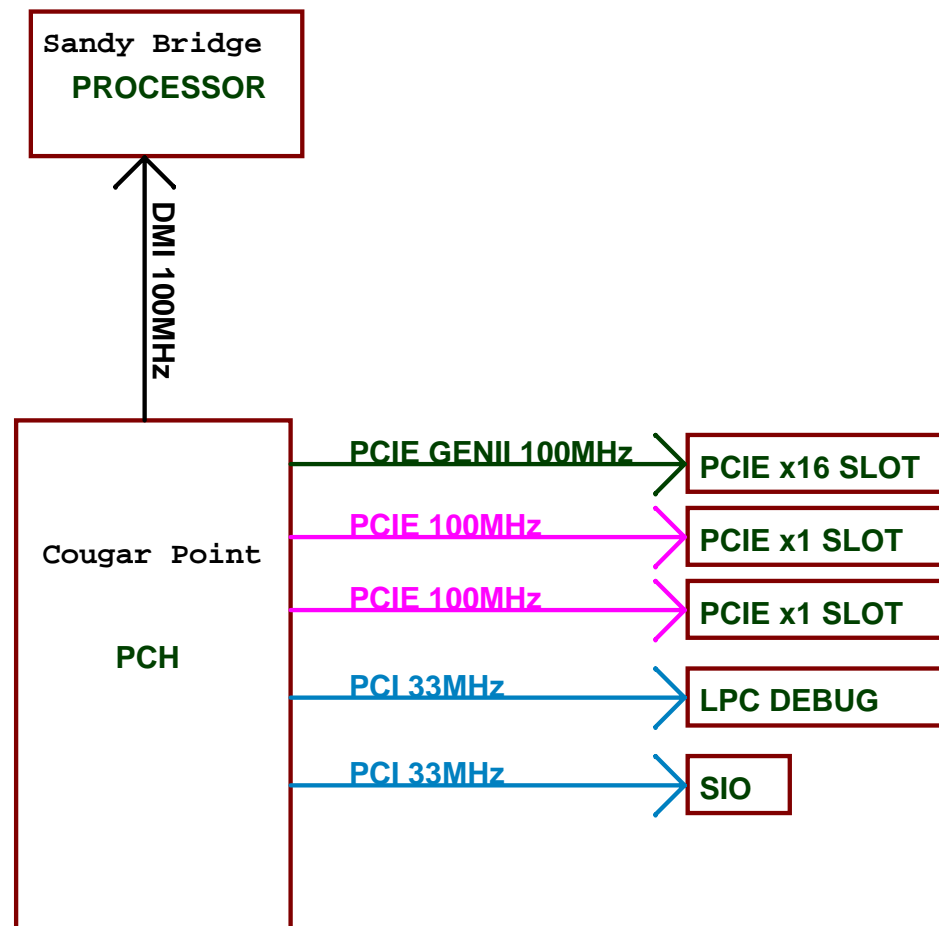 Sandy Bridge
PROCESSOR
DMI 100MHz
PCIE GENII 100MHz
PCIE x16 SLOT
PCIE 100MHz
PCIE x1 SLOT
Cougar Point
PCIE 100MHz
PCIE x1 SLOT
PCH
PCI 33MHz
LPC DEBUG
PCI 33MHz
SIO